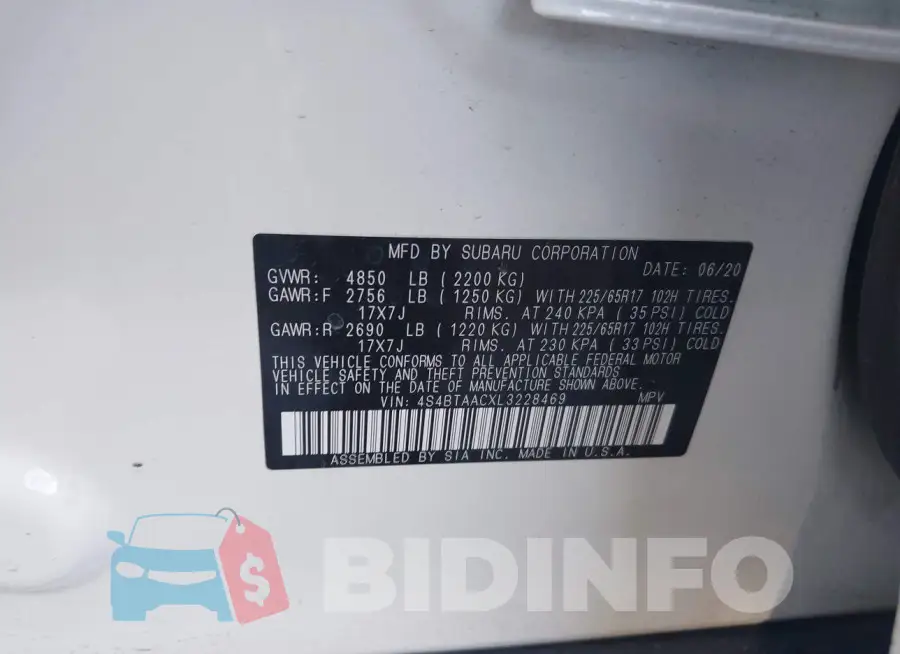 MFD BY SUBARU CORPORATION
DATE: 06/20
GVWR: 4850 LB (2200 KG)
GAWR:F 2756 LB (1250 KG) WITH 225/65R17 102H TIRES.
17X7J RIMS. AT 240 KPA (35 PSI) COLD
GAWR:R 2690 LB (1220 KG) WITH 225/65R17 102H TIRES.
17X7J RIMS. AT 230 KPA (33 PSI) COLD
THIS VEHICLE CONFORMS TO ALL APPLICABLE FEDERAL MOTOR
VEHICLE SAFETY AND THEFT PREVENTION STANDARDS
IN EFFECT ON THE DATE OF MANUFACTURE SHOWN ABOVE.
VIN: 4S4BTAACXL3228469 MPV
ASSEMBLED BY SIA INC. MADE IN U.S.A.
$ BIDINFO